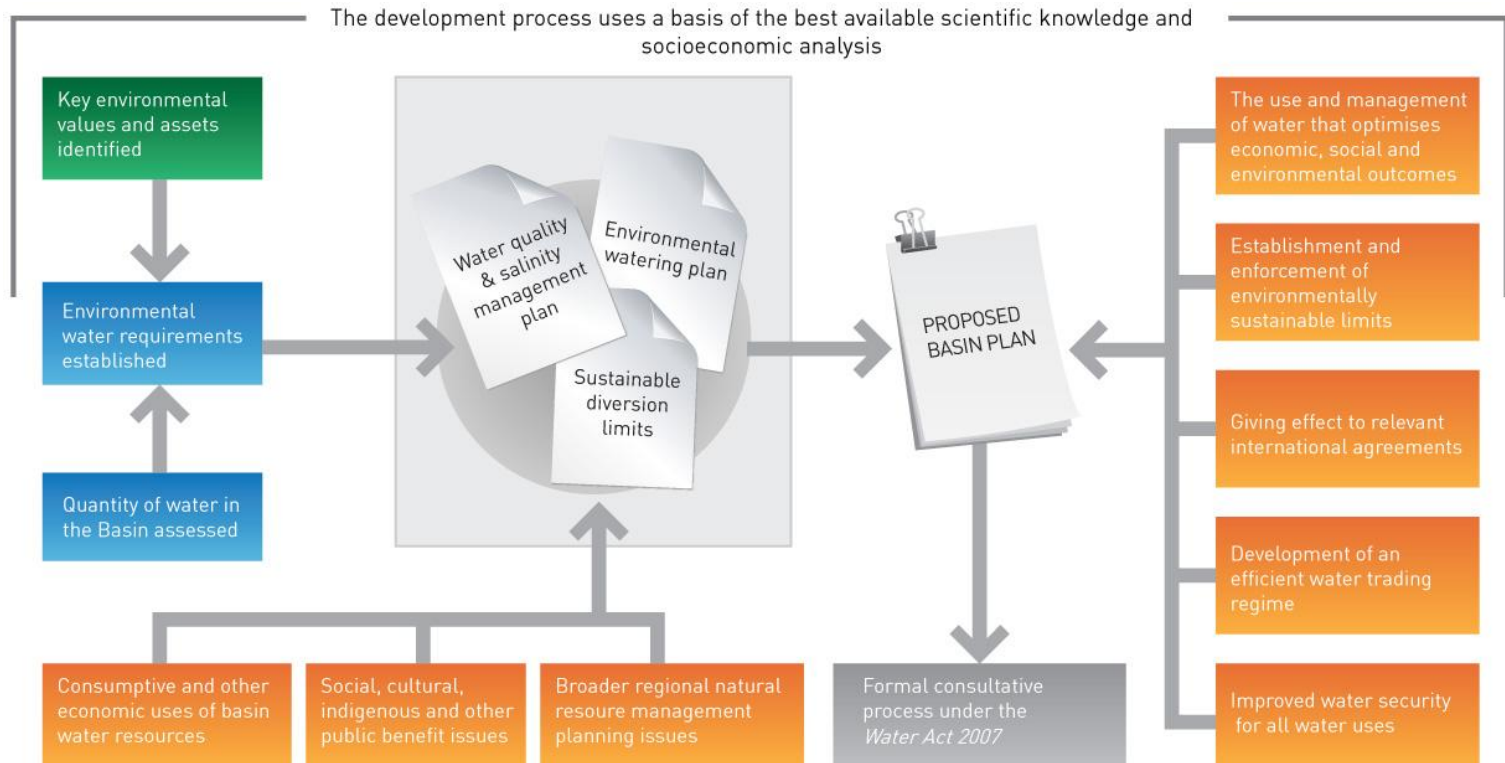 The development process uses a basis of the best available scientific knowledge and
socioeconomic analysis
Key environmental
values and assets
identified
Environmental
water requirements
established
Quantity of water in
the Basin assessed
Water quality
& salinity
management
plan
Environmental
watering plan
Sustainable
diversion
limits
Consumptive and other
economic uses of basin
water resources
Social, cultural,
indigenous and other
public benefit issues
Broader regional natural
resoure management
planning issues
PROPOSED
BASIN PLAN
Formal consultative
process under the
Water Act 2007
The use and management
of water that optimises
economic, social and
environmental outcomes
Establishment and
enforcement of
environmentally
sustainable limits
Giving effect to relevant
international agreements
Development of an
efficient water trading
regime
Improved water security
for all water uses